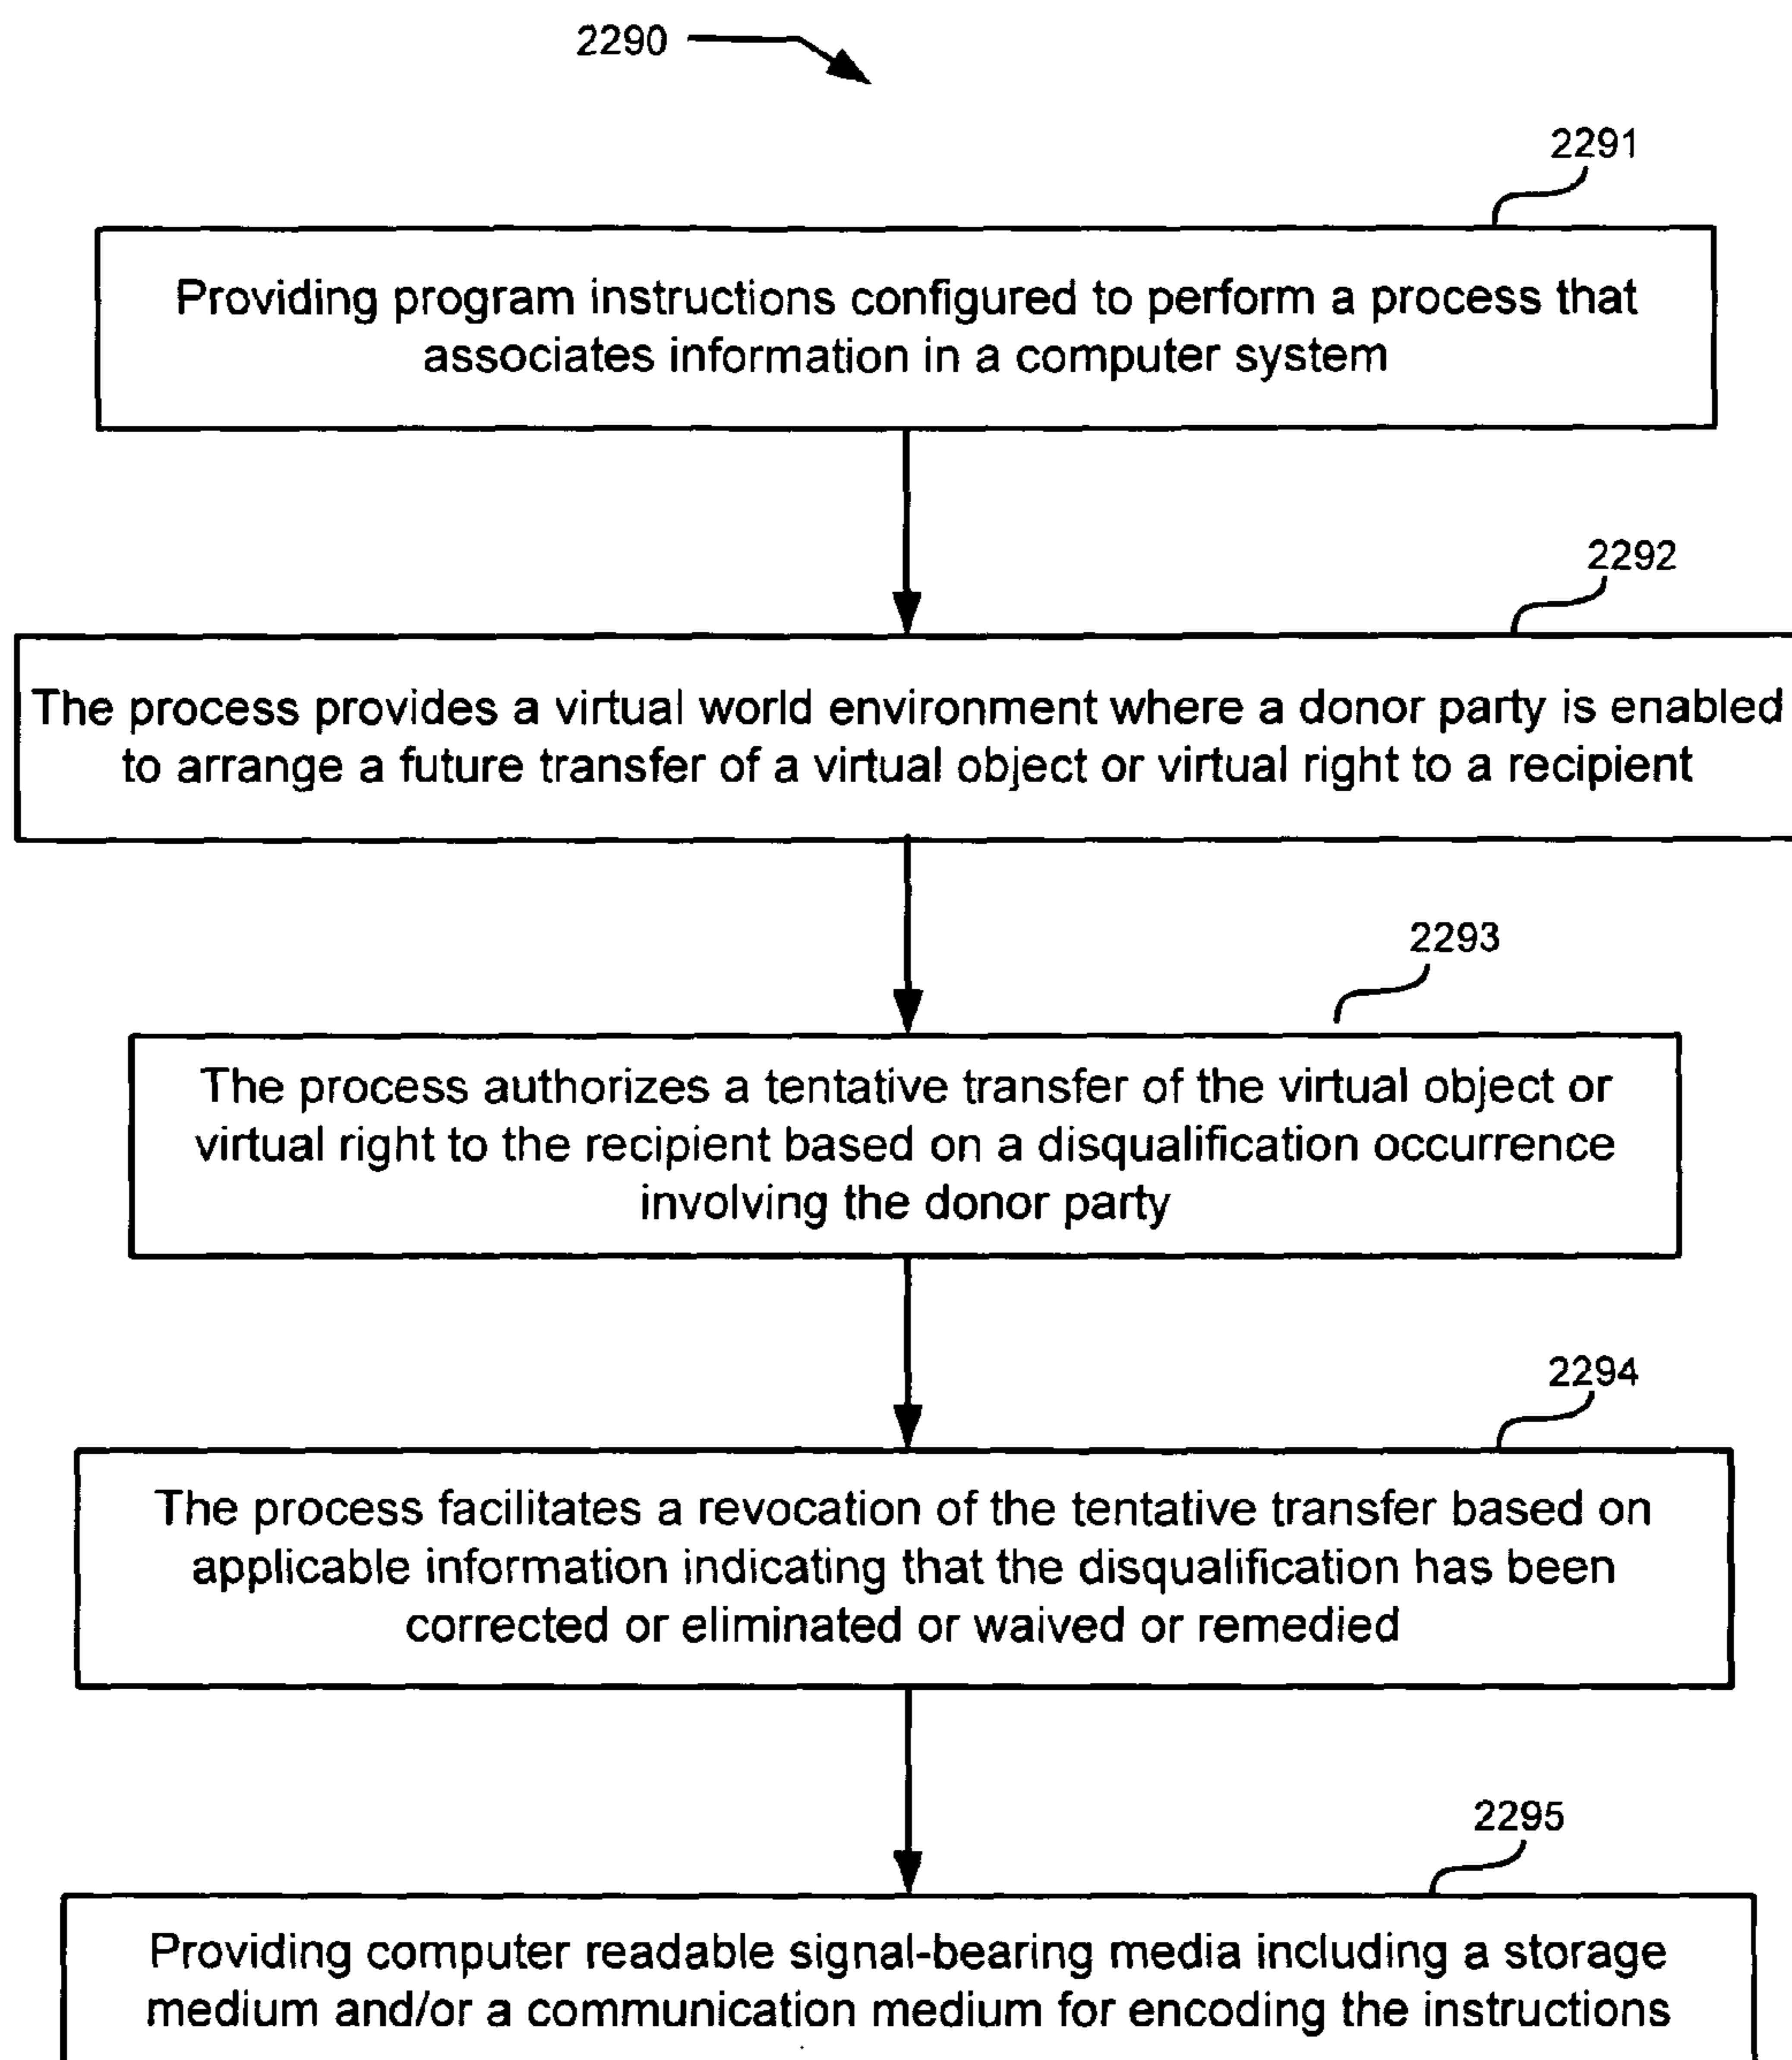 2290
2291
Providing program instructions configured to perform a process that
associates information in a computer system
2292
The process provides a virtual world environment where a donor party is enabled
to arrange a future transfer of a virtual object or virtual right to a recipient
2293
The process authorizes a tentative transfer of the virtual object or
virtual right to the recipient based on a disqualification occurrence
involving the donor party
2294
The process facilitates a revocation of the tentative transfer based on
applicable information indicating that the disqualification has been
corrected or eliminated or waived or remedied
2295
Providing computer readable signal-bearing media including a storage
medium and/or a communication medium for encoding the instructions